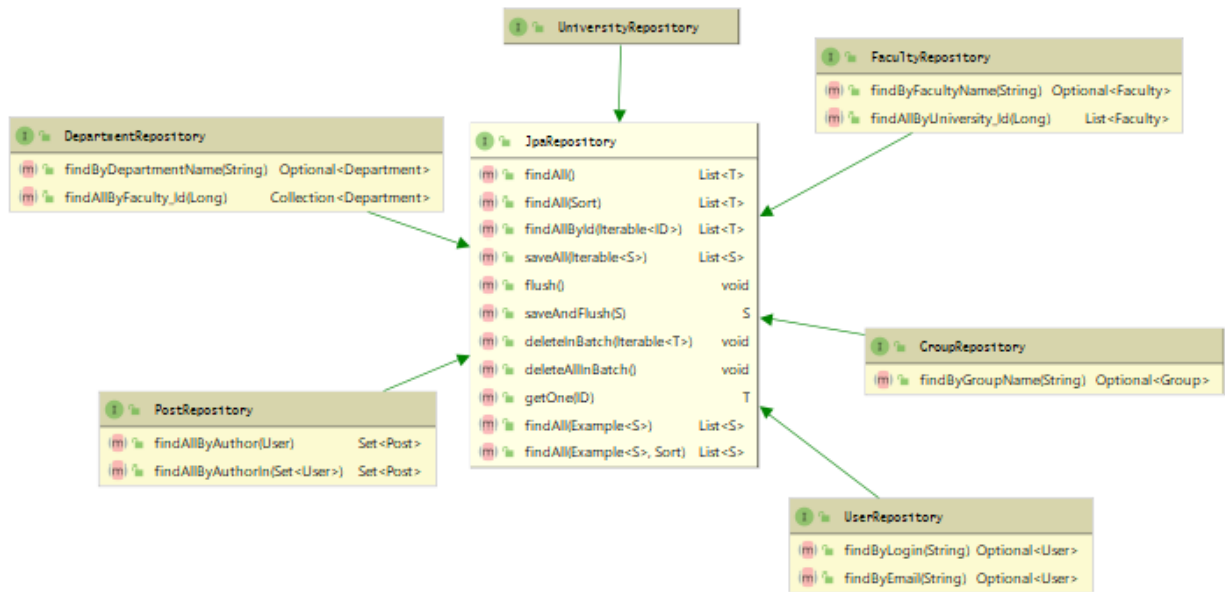 I UniversityRepository
I FacultyRepository
m findByFacultyName(String) Optional<Faculty>
m findAllByUniversity_Id(Long) List<Faculty>
I DepartmentRepository
m findByDepartmentName(String) Optional<Department>
m findAllByFaculty_Id(Long) Collection<Department>
I JpaRepository
m findAll() List<T>
m findAll(Sort) List<T>
m findAllById(Iterable<ID>) List<T>
m saveAll(Iterable<S>) List<S>
m flush() void
m saveAndFlush(S) S
m deleteInBatch(Iterable<T>) void
m deleteAllInBatch() void
m getOne(ID) T
m findAll(Example<S>) List<S>
m findAll(Example<S>, Sort) List<S>
I GroupRepository
m findByGroupName(String) Optional<Group>
I PostRepository
m findAllByAuthor(User) Set<Post>
m findAllByAuthorIn(Set<User>) Set<Post>
I UserRepository
m findByLogin(String) Optional<User>
m findByEmail(String) Optional<User>